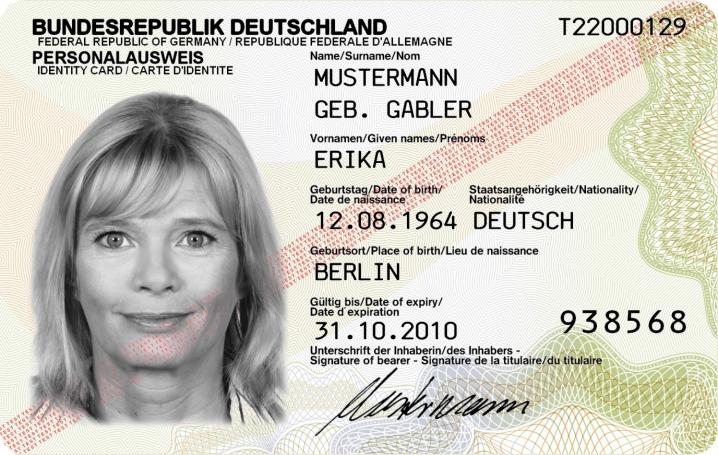 BUNDESREPUBLIK DEUTSCHLAND
FEDERAL REPUBLIC OF GERMANY / REPUBLIQUE FEDERALE D'ALLEMAGNE
PERSONALAUSWEIS
IDENTITY CARD / CARTE D'IDENTITE
T22000129
Name/Surname/Nom
MUSTERMANN
GEB. GABLER
Vornamen/Given names/Prénoms
ERIKA
Geburtstag/Date of birth/
Date de naissance
Staatsangehörigkeit/Nationality/
Nationalité
12.08.1964 DEUTSCH
Geburtsort/Place of birth/Lieu de naissance
BERLIN
Gültig bis/Date of expiry/
Date d'expiration
31.10.2010
938568
Unterschrift der Inhaberin/des Inhabers -
Signature of bearer - Signature de la titulaire/du titulaire
Mustermann